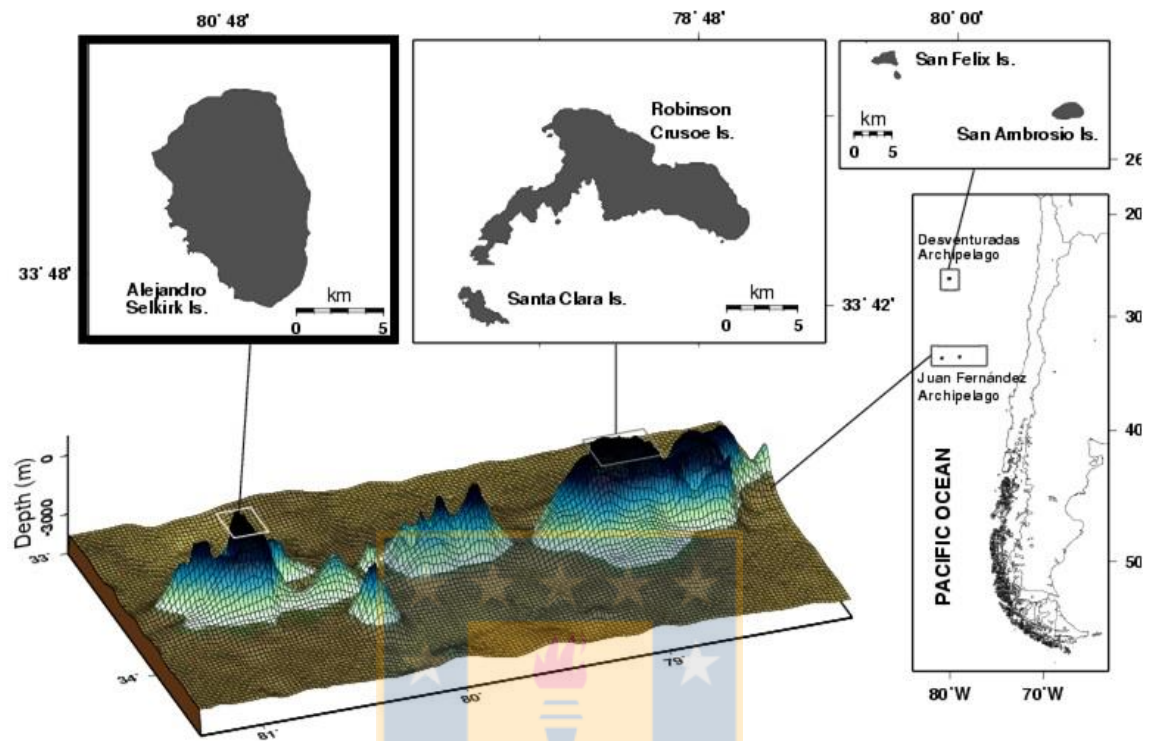 80° 48'
78° 48'
80° 00'
San Felix Is.
km
0 5
San Ambrosio Is.
26
Robinson
Crusoe Is.
Santa Clara Is.
km
0 5
33° 42'
33° 48'
Alejandro
Selkirk Is.
km
0 5
20
Desventuradas
Archipelago
30
Juan Fernández
Archipelago
40
PACIFIC OCEAN
50
80°W 70°W
Depth (m)
0
3000
33°
34°
81° 80° 79°